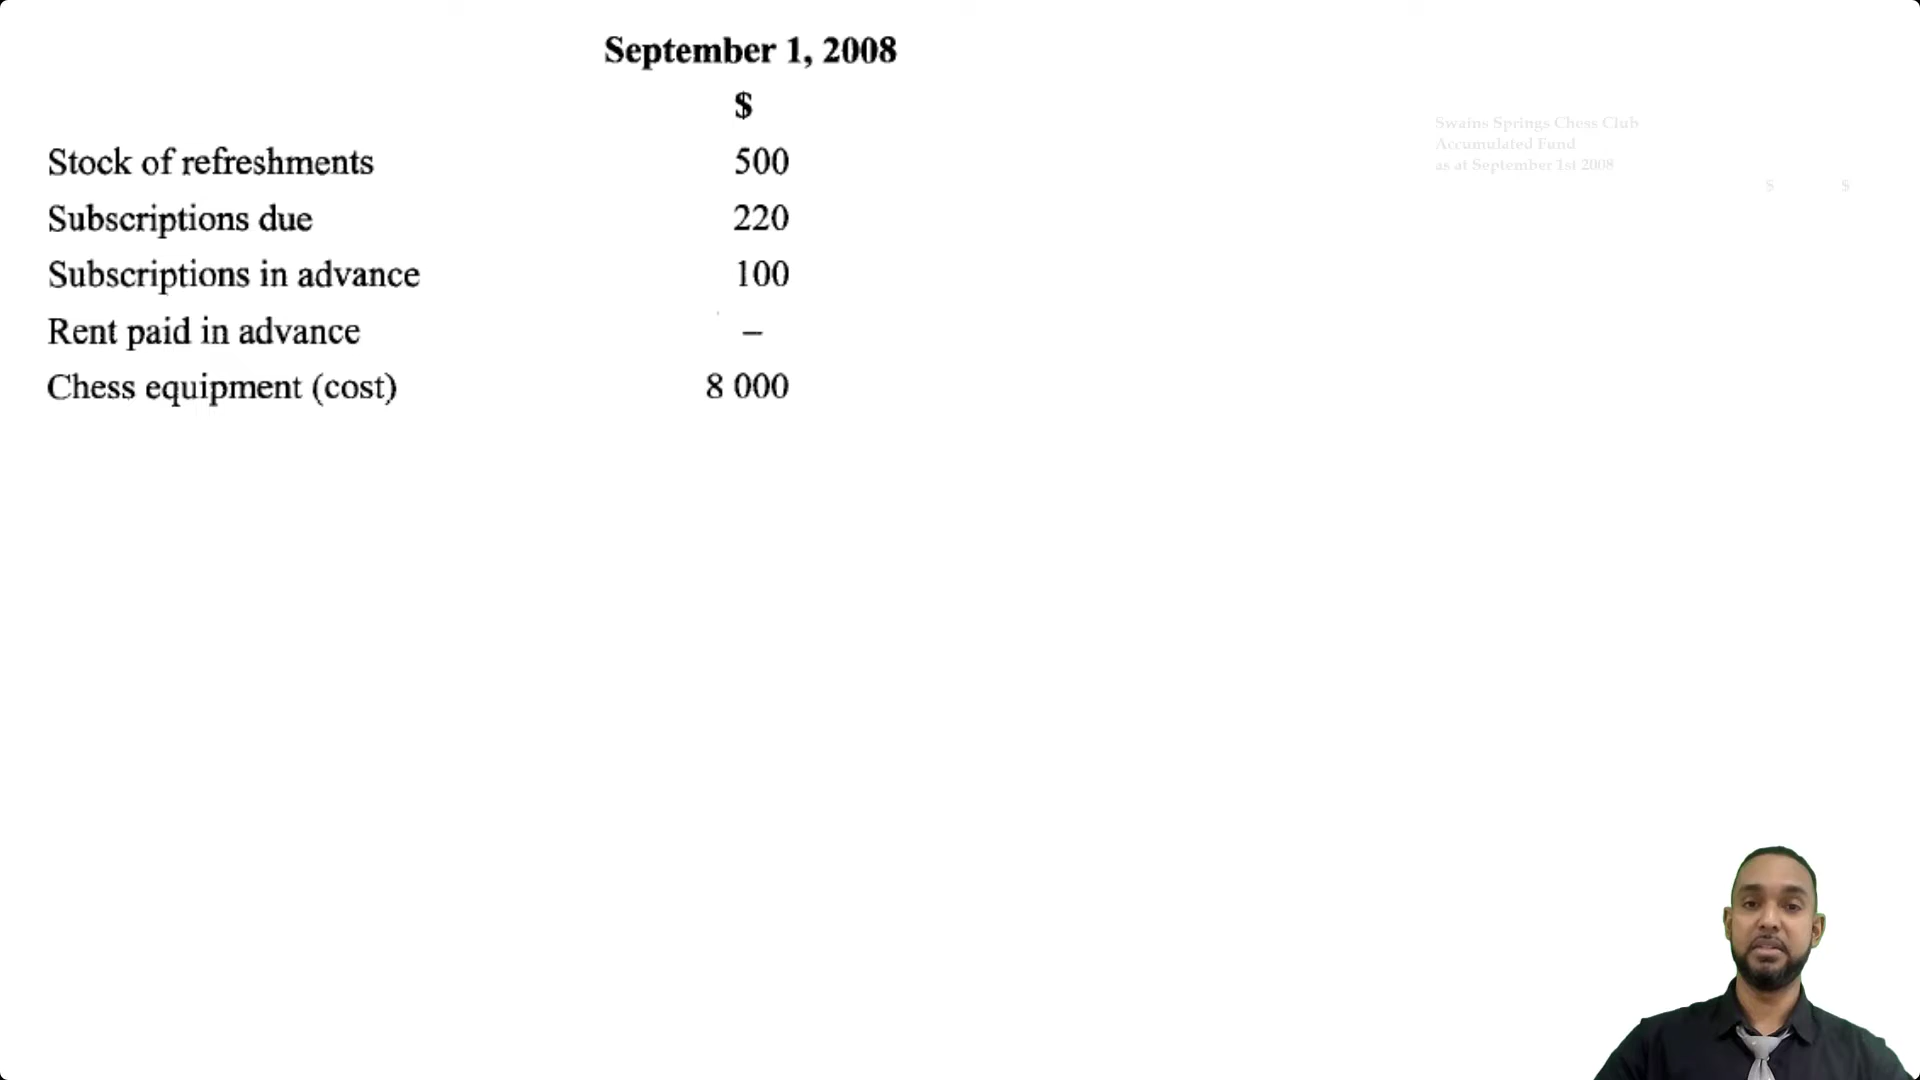 September 1, 2008
$
Stock of refreshments 500
Subscriptions due 220
Subscriptions in advance 100
Rent paid in advance –
Chess equipment (cost) 8 000
Swains Springs Chess Club
Accumulated Fund
as at September 1st 2008
$ $